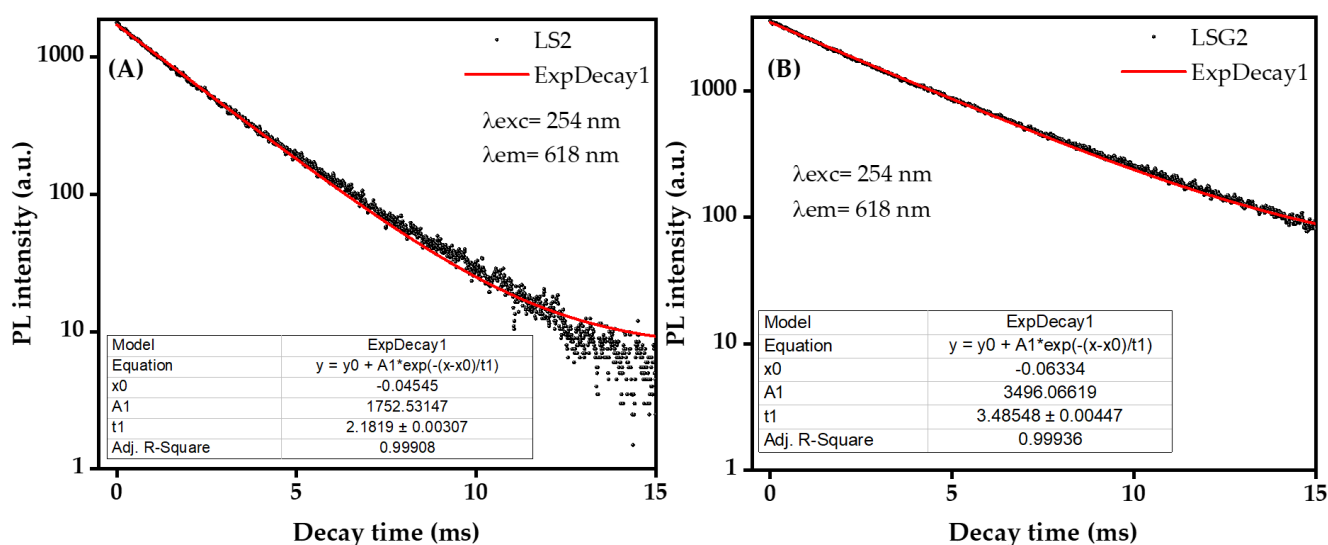 (A)
LS2
ExpDecay1
λexc= 254 nm
λem= 618 nm
PL intensity (a.u.)
1000
100
10
1
Model ExpDecay1
Equation y = y0 + A1*exp(-(x-x0)/t1)
x0 -0.04545
A1 1752.53147
t1 2.1819 ± 0.00307
Adj. R-Square 0.99908
0 5 10 15
Decay time (ms)
(B)
LSG2
ExpDecay1
λexc= 254 nm
λem= 618 nm
PL intensity (a.u.)
1000
100
10
1
Model ExpDecay1
Equation y = y0 + A1*exp(-(x-x0)/t1)
x0 -0.06334
A1 3496.06619
t1 3.48548 ± 0.00447
Adj. R-Square 0.99936
0 5 10 15
Decay time (ms)